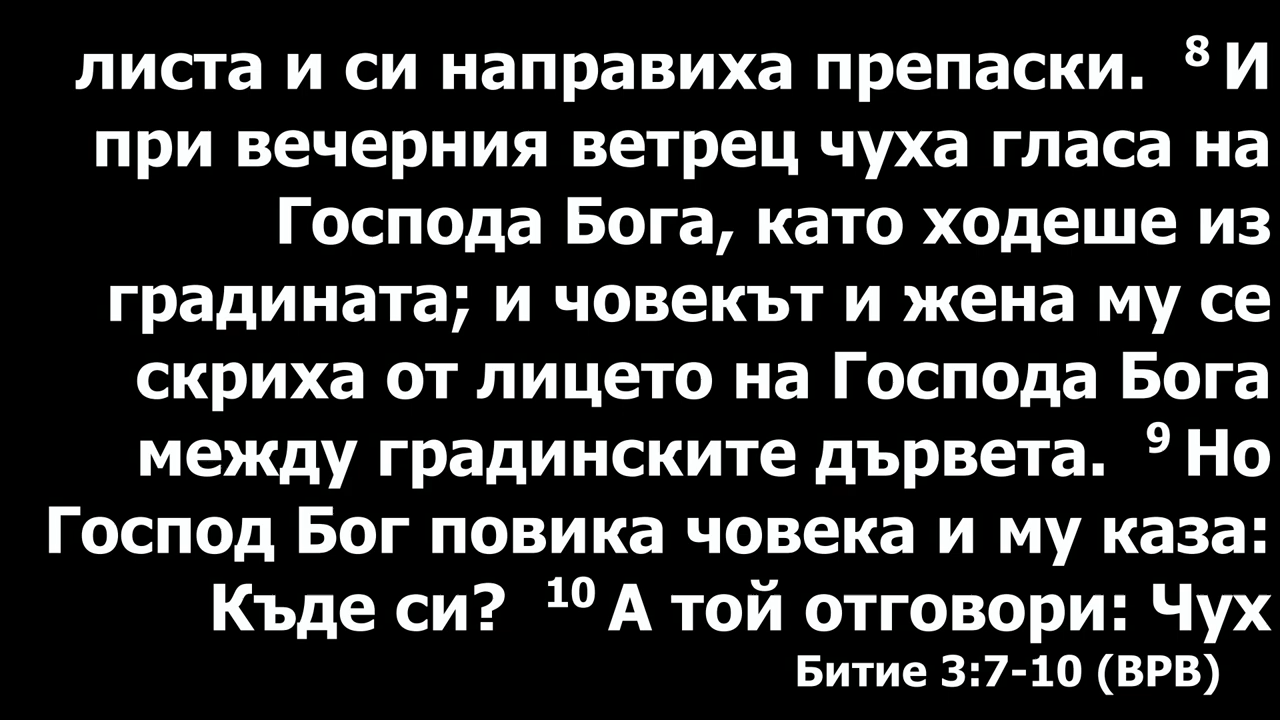 листа и си направиха препаски. 8 И
при вечерния ветрец чуха гласа на
Господа Бога, като ходеше из
градината; и човекът и жена му се
скриха от лицето на Господа Бога
между градинските дървета. 9 Но
Господ Бог повика човека и му каза:
Къде си? 10 А той отговори: Чух
Битие 3:7-10 (ВРВ)